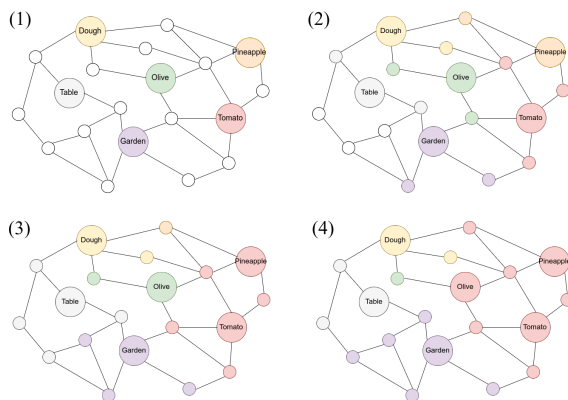 (1)
Dough
Pineapple
Olive
Table
Tomato
Garden
(2)
Dough
Pineapple
Olive
Table
Tomato
Garden
(3)
Dough
Pineapple
Olive
Table
Tomato
Garden
(4)
Dough
Pineapple
Olive
Table
Tomato
Garden